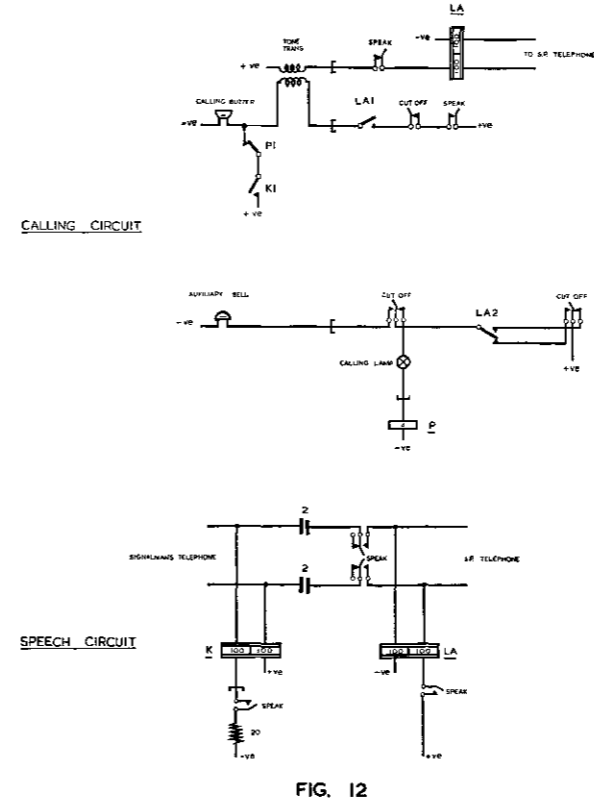 LA
TONE
TRANS
SPEAK
-ve
100
100
+ve
TO S.P. TELEPHONE
CALLING BUZZER
LA1
CUT OFF
SPEAK
-ve
+ve
P1
K1
+ve
CALLING CIRCUIT
AUXILIARY BELL
CUT OFF
LA2
CUT OFF
-ve
+ve
CALLING LAMP
P
-ve
2
SIGNALMANS TELEPHONE
SPEAK
S.P. TELEPHONE
2
SPEECH CIRCUIT
K
100
100
100
100
LA
+ve
-ve
SPEAK
SPEAK
20
-ve
+ve
FIG. 12